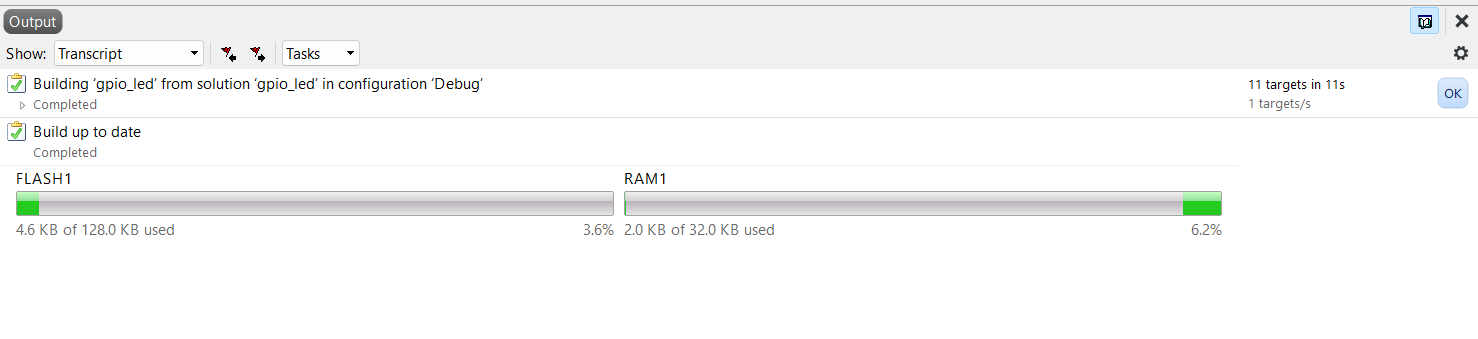 Output
Show: Transcript Tasks
Building ‘gpio_led’ from solution ‘gpio_led’ in configuration ‘Debug’ 11 targets in 11s
Completed 1 targets/s
OK
Build up to date
Completed
FLASH1 RAM1
4.6 KB of 128.0 KB used 3.6% 2.0 KB of 32.0 KB used 6.2%